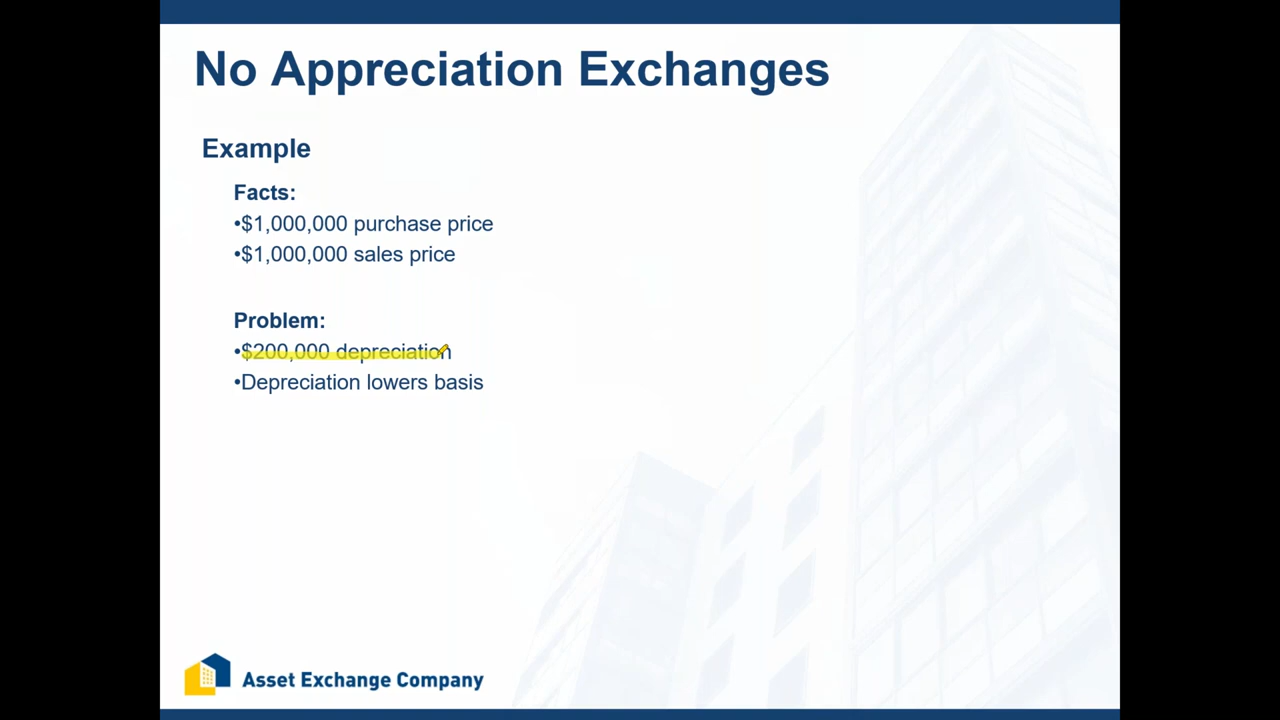 No Appreciation Exchanges
Example
Facts:
•$1,000,000 purchase price
•$1,000,000 sales price
Problem:
•$200,000 depreciation
•Depreciation lowers basis
Asset Exchange Company